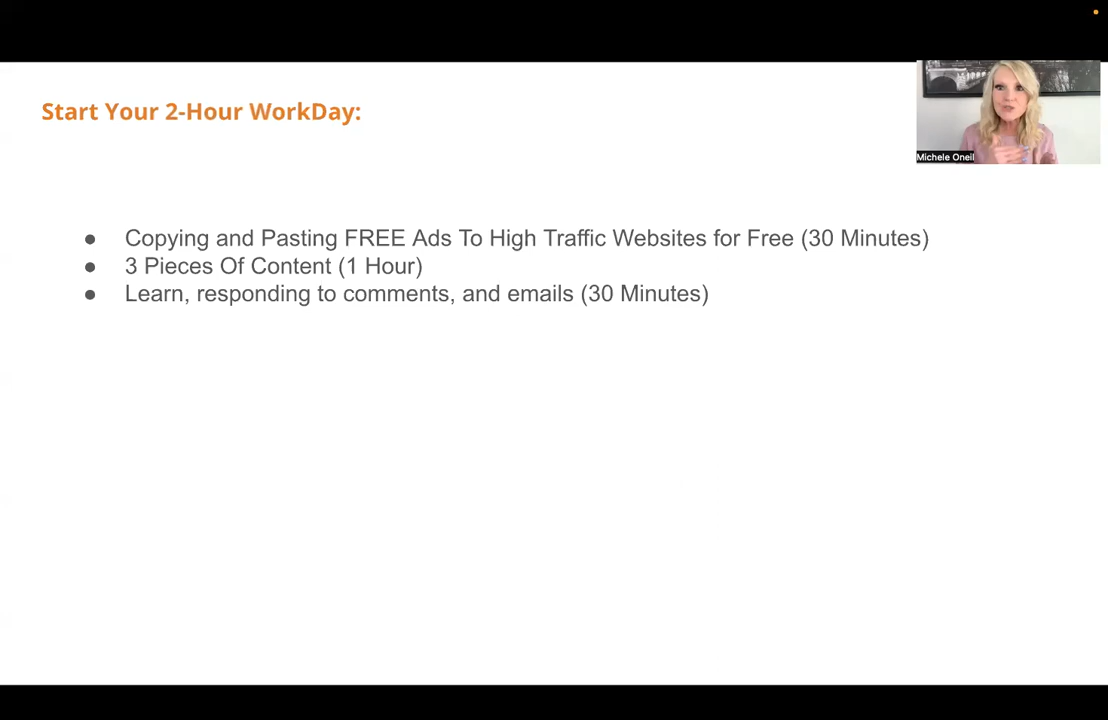 Start Your 2-Hour WorkDay:
Michele Oneil
● Copying and Pasting FREE Ads To High Traffic Websites for Free (30 Minutes)
● 3 Pieces Of Content (1 Hour)
● Learn, responding to comments, and emails (30 Minutes)